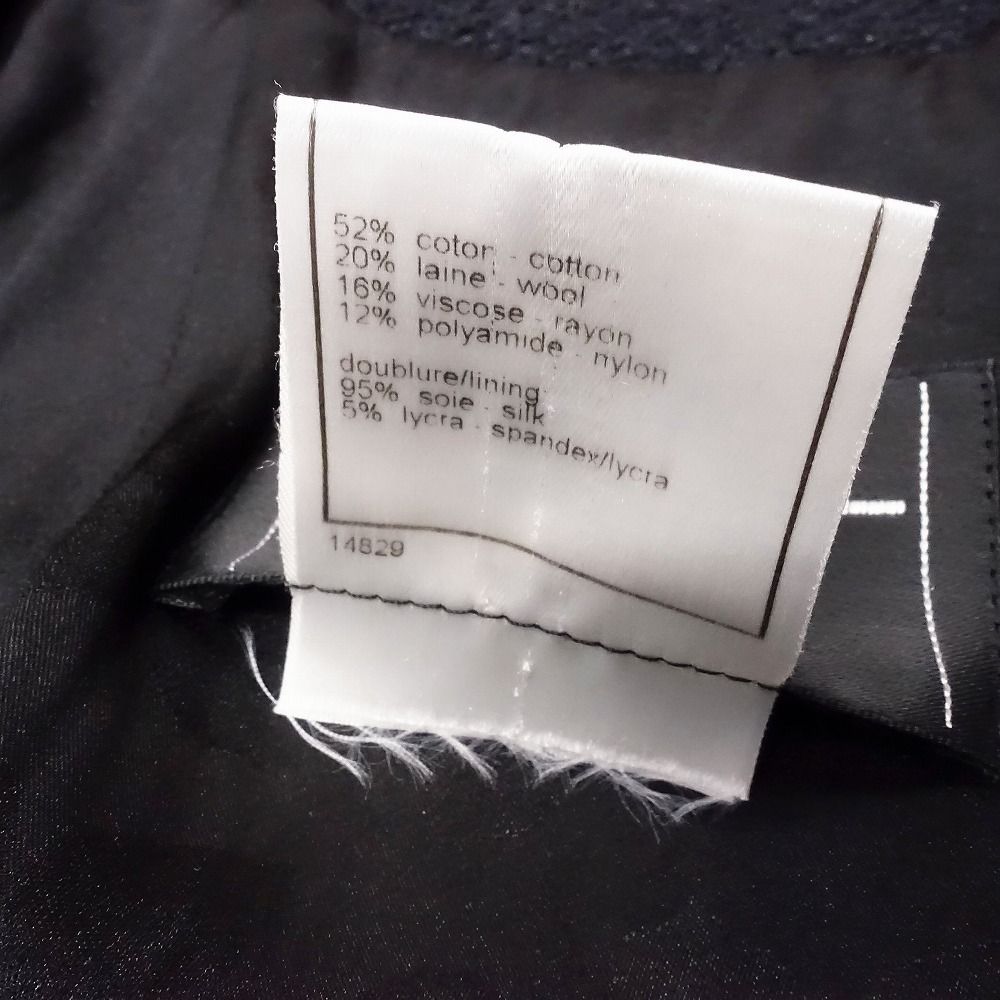 52% coton - cotton
20% laine - wool
16% viscose - rayon
12% polyamide - nylon
doublure/lining
95% soie - silk
5% lycra - spandex/lycra
14829